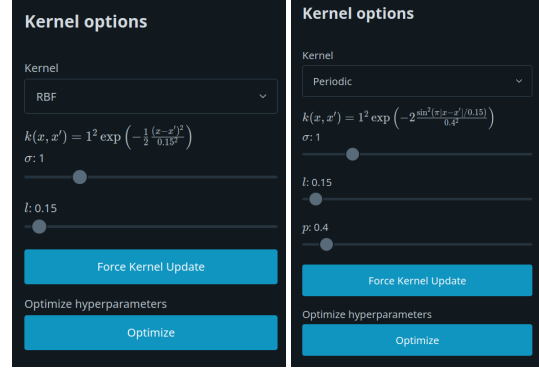 Kernel options
Kernel
RBF
k(x, x′) = 1² exp (−1/2 (x−x′)²/0.15²)
σ: 1
l: 0.15
Force Kernel Update
Optimize hyperparameters
Optimize
Kernel options
Kernel
Periodic
k(x, x′) = 1² exp (−2 sin²(π|x−x′|/0.15)/0.4²)
σ: 1
l: 0.15
p: 0.4
Force Kernel Update
Optimize hyperparameters
Optimize